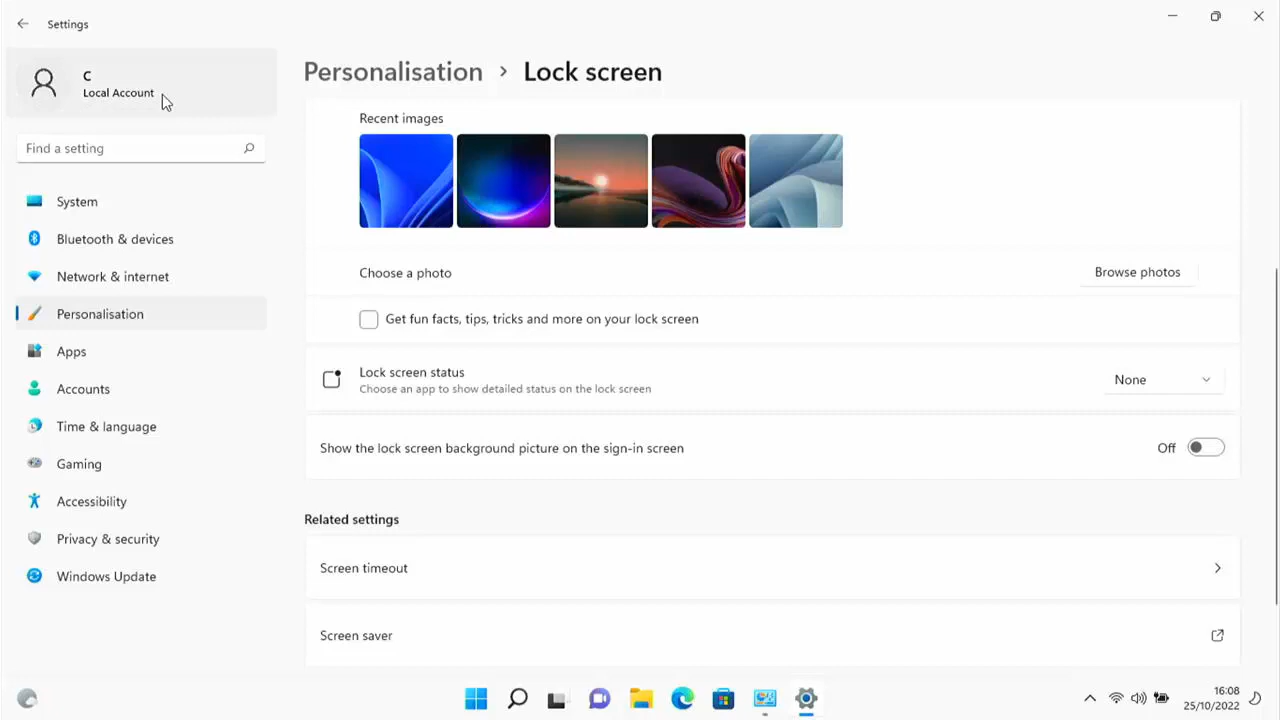 Settings
C
Local Account
Find a setting
System
Bluetooth & devices
Network & internet
Personalisation
Apps
Accounts
Time & language
Gaming
Accessibility
Privacy & security
Windows Update
Personalisation > Lock screen
Recent images
Choose a photo
Browse photos
Get fun facts, tips, tricks and more on your lock screen
Lock screen status
Choose an app to show detailed status on the lock screen
None
Show the lock screen background picture on the sign-in screen
Off
Related settings
Screen timeout
Screen saver
16:08
25/10/2022